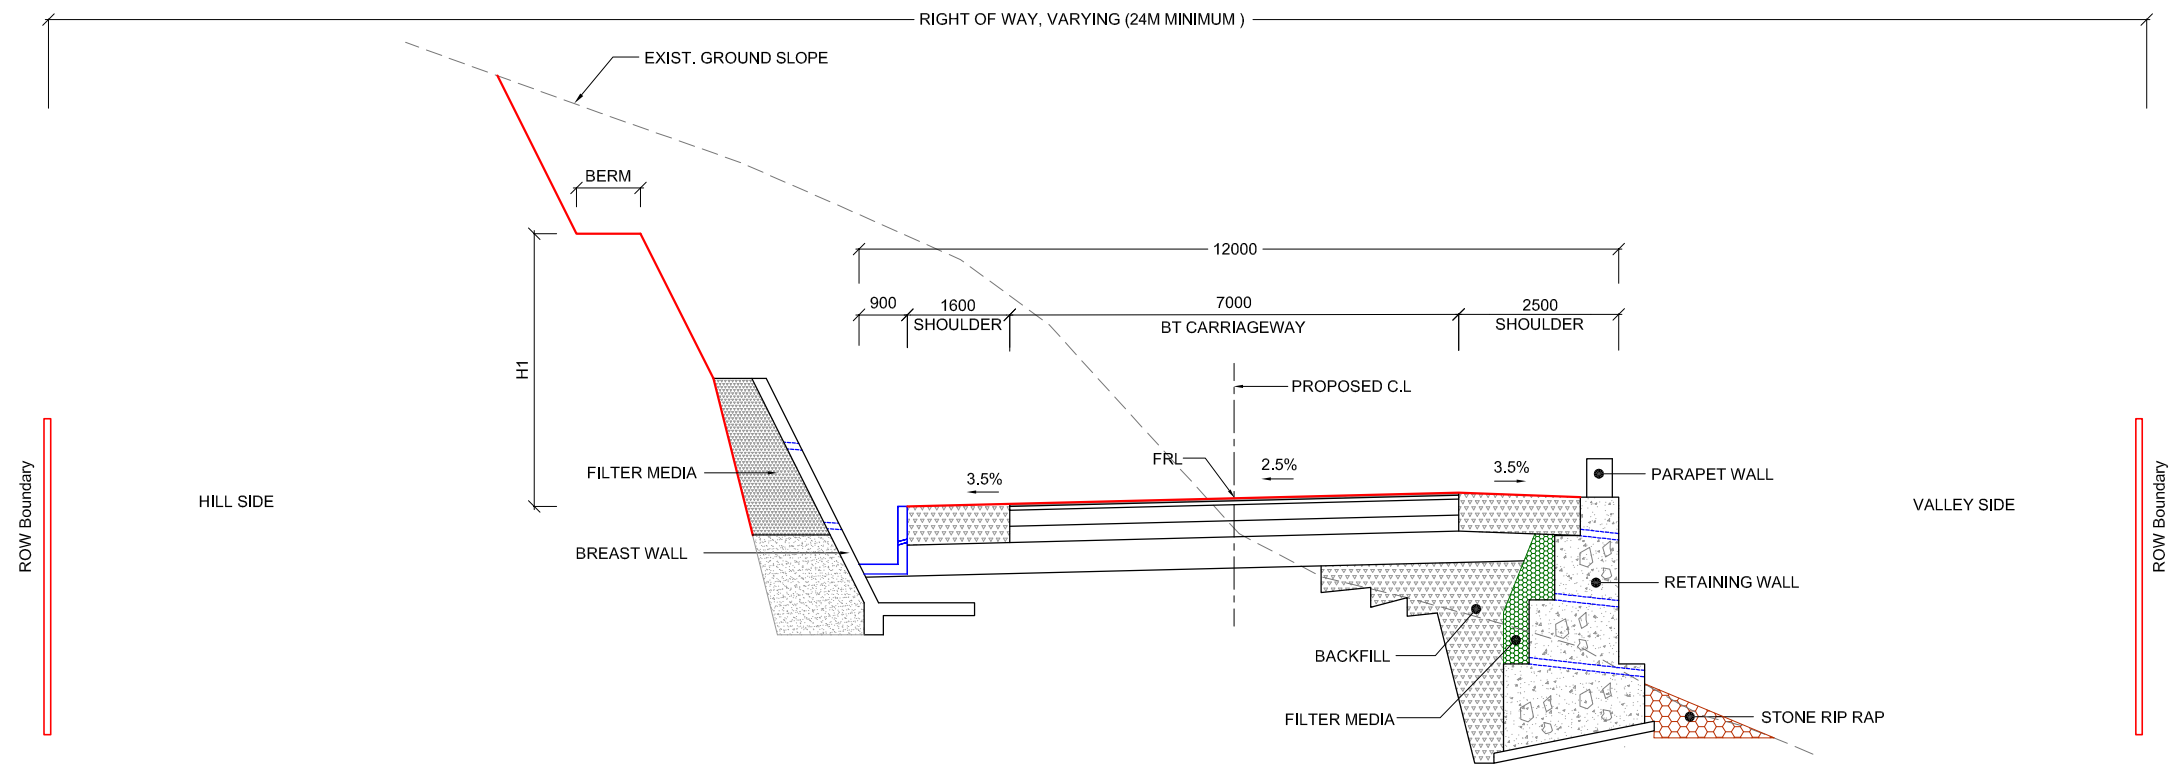 RIGHT OF WAY, VARYING (24M MINIMUM )
EXIST. GROUND SLOPE
BERM
12000
900
1600
SHOULDER
7000
BT CARRIAGEWAY
2500
SHOULDER
H1
PROPOSED C.L
FRL
2.5%
3.5%
3.5%
FILTER MEDIA
PARAPET WALL
ROW Boundary
HILL SIDE
VALLEY SIDE
ROW Boundary
BREAST WALL
RETAINING WALL
BACKFILL
FILTER MEDIA
STONE RIP RAP